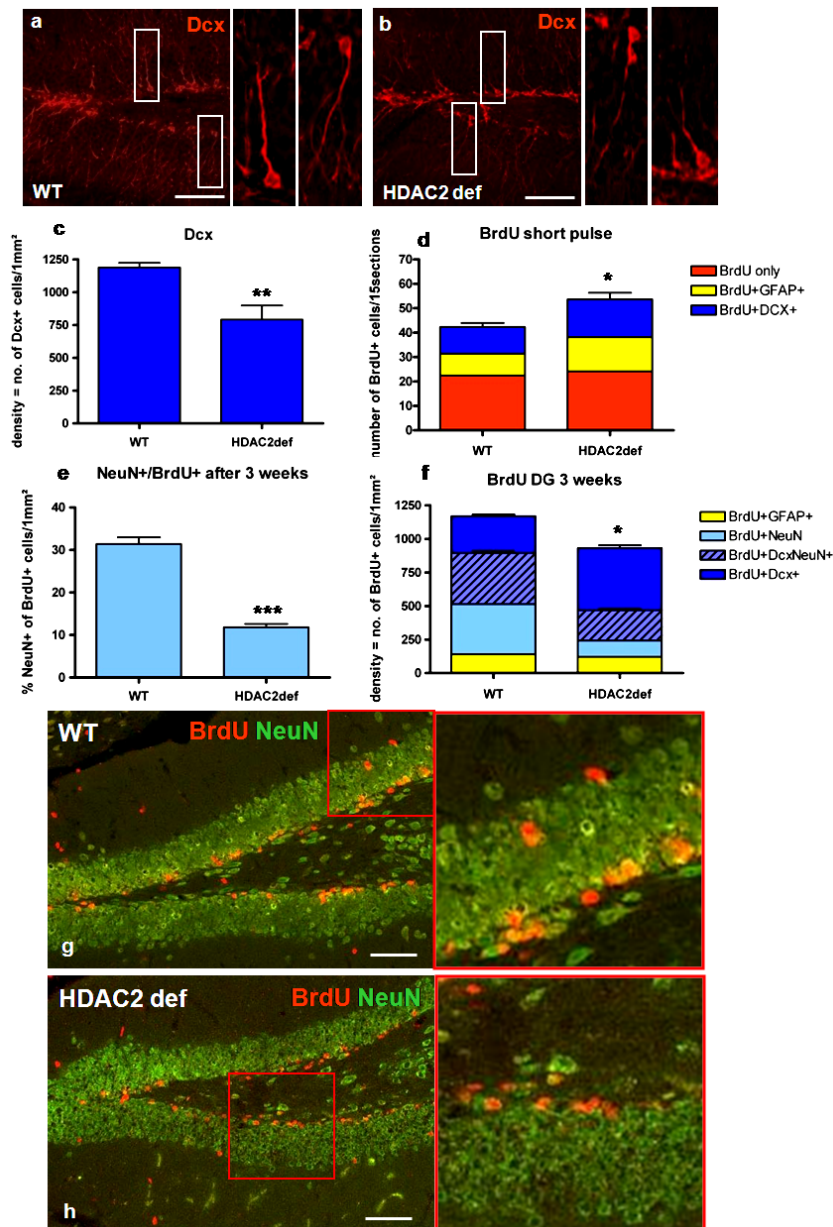 a
Dcx
WT
b
Dcx
HDAC2 def
c
Dcx
density = no. of Dcx+ cells/1mm²
1250
1000
750
500
250
0
**
WT
HDAC2def
d
BrdU short pulse
number of BrdU+ cells/15sections
70
60
50
40
30
20
10
0
*
WT
HDAC2def
BrdU only
BrdU+GFAP+
BrdU+DCX+
e
NeuN+/BrdU+ after 3 weeks
% NeuN+ of BrdU+ cells/1mm²
40
30
20
10
0
***
WT
HDAC2def
f
BrdU DG 3 weeks
density = no. of BrdU+ cells/1mm²
1250
1000
750
500
250
0
*
WT
HDAC2def
BrdU+GFAP+
BrdU+NeuN
BrdU+DcxNeuN+
BrdU+Dcx+
WT
BrdU NeuN
g
HDAC2 def
BrdU NeuN
h